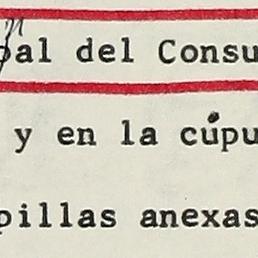 pal del Consu
y en la cúpu
pillas anexas